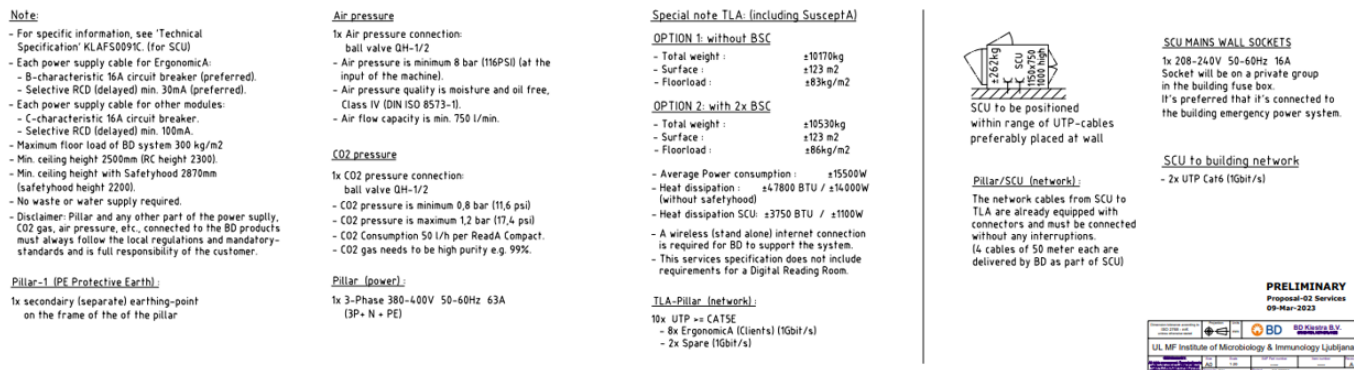 Note:
- For specific information, see 'Technical
Specification' KLAFS0091C. (for SCU)
- Each power supply cable for ErgonomicA:
- B-characteristic 16A circuit breaker (preferred).
- Selective RCD (delayed) min. 30mA (preferred).
- Each power supply cable for other modules:
- C-characteristic 16A circuit breaker.
- Selective RCD (delayed) min. 100mA.
- Maximum floor load of BD system 300 kg/m2
- Min. ceiling height 2500mm (RC height 2300).
- Min. ceiling height with Safetyhood 2870mm
(safetyhood height 2200).
- No waste or water supply required.
- Disclaimer: Pillar and any other part of the power suplly,
CO2 gas, air pressure, etc., connected to the BD products
must always follow the local regulations and mandatory-
standards and is full responsibility of the customer.
Pillar-1 (PE Protective Earth) :
1x secondairy (separate) earthing-point
on the frame of the of the pillar
Air pressure
1x Air pressure connection:
ball valve QH-1/2
- Air pressure is minimum 8 bar (116PSI) (at the
input of the machine).
- Air pressure quality is moisture and oil free,
Class IV (DIN ISO 8573-1).
- Air flow capacity is min. 750 l/min.
CO2 pressure
1x CO2 pressure connection:
ball valve QH-1/2
- CO2 pressure is minimum 0,8 bar (11,6 psi)
- CO2 pressure is maximum 1,2 bar (17,4 psi)
- CO2 Consumption 50 l/h per ReadA Compact.
- CO2 gas needs to be high purity e.g. 99%.
Pillar (power) :
1x 3-Phase 380-400V 50-60Hz 63A
(3P+ N + PE)
Special note TLA: (including SusceptA)
OPTION 1: without BSC
- Total weight : ±10170kg
- Surface : ±123 m2
- Floorload : ±83kg/m2
OPTION 2: with 2x BSC
- Total weight : ±10530kg
- Surface : ±123 m2
- Floorload : ±86kg/m2
- Average Power consumption : ±15500W
- Heat dissipation : ±47800 BTU / ±14000W
(without safetyhood)
- Heat dissipation SCU: ±3750 BTU / ±1100W
- A wireless (stand alone) internet connection
is required for BD to support the system.
- This services specification does not include
requirements for a Digital Reading Room.
TLA-Pillar (network) :
10x UTP >= CAT5E
- 8x ErgonomicA (Clients) (1Gbit/s)
- 2x Spare (1Gbit/s)
±262kg
SCU
1150x750
1000 high
SCU to be positioned
within range of UTP-cables
preferably placed at wall
Pillar/SCU (network) :
The network cables from SCU to
TLA are already equipped with
connectors and must be connected
without any interruptions.
(4 cables of 50 meter each are
delivered by BD as part of SCU)
SCU MAINS WALL SOCKETS
1x 208-240V 50-60Hz 16A
Socket will be on a private group
in the building fuse box.
It's preferred that it's connected to
the building emergency power system.
SCU to building network
- 2x UTP Cat6 (1Gbit/s)
PRELIMINARY
Proposal-02 Services
09-Mar-2023
BD
BD Kiestra B.V.
UL MF Institute of Microbiology & Immunology Ljubljana
A0